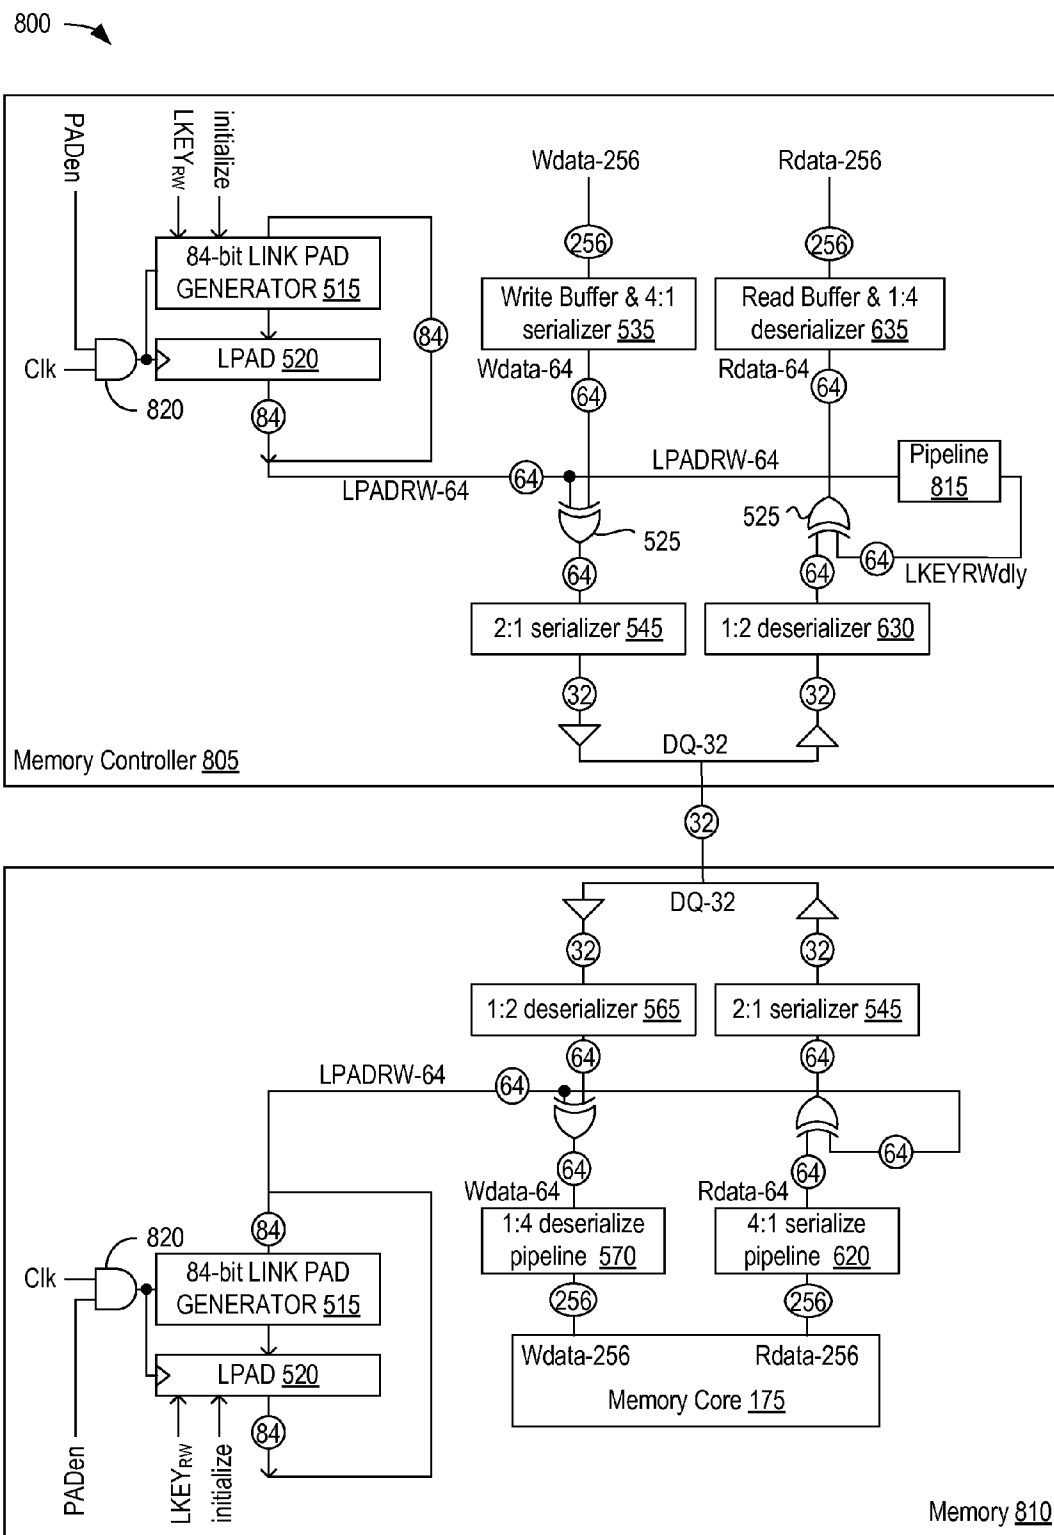 800
PADen
LKEYRW
initialize
Wdata-256
Rdata-256
256
256
84-bit LINK PAD
GENERATOR 515
Write Buffer & 4:1
serializer 535
Read Buffer & 1:4
deserializer 635
84
Clk
LPAD 520
820
Wdata-64
Rdata-64
64
64
84
LPADRW-64
64
LPADRW-64
Pipeline
815
525
525
64
64
64
LKEYRWdly
2:1 serializer 545
1:2 deserializer 630
32
32
DQ-32
Memory Controller 805
32
DQ-32
32
32
1:2 deserializer 565
2:1 serializer 545
64
64
LPADRW-64
64
64
64
64
Wdata-64
Rdata-64
84
820
1:4 deserialize
pipeline 570
4:1 serialize
pipeline 620
Clk
84-bit LINK PAD
GENERATOR 515
256
256
LPAD 520
Wdata-256
Rdata-256
Memory Core 175
84
PADen
LKEYRW
initialize
Memory 810